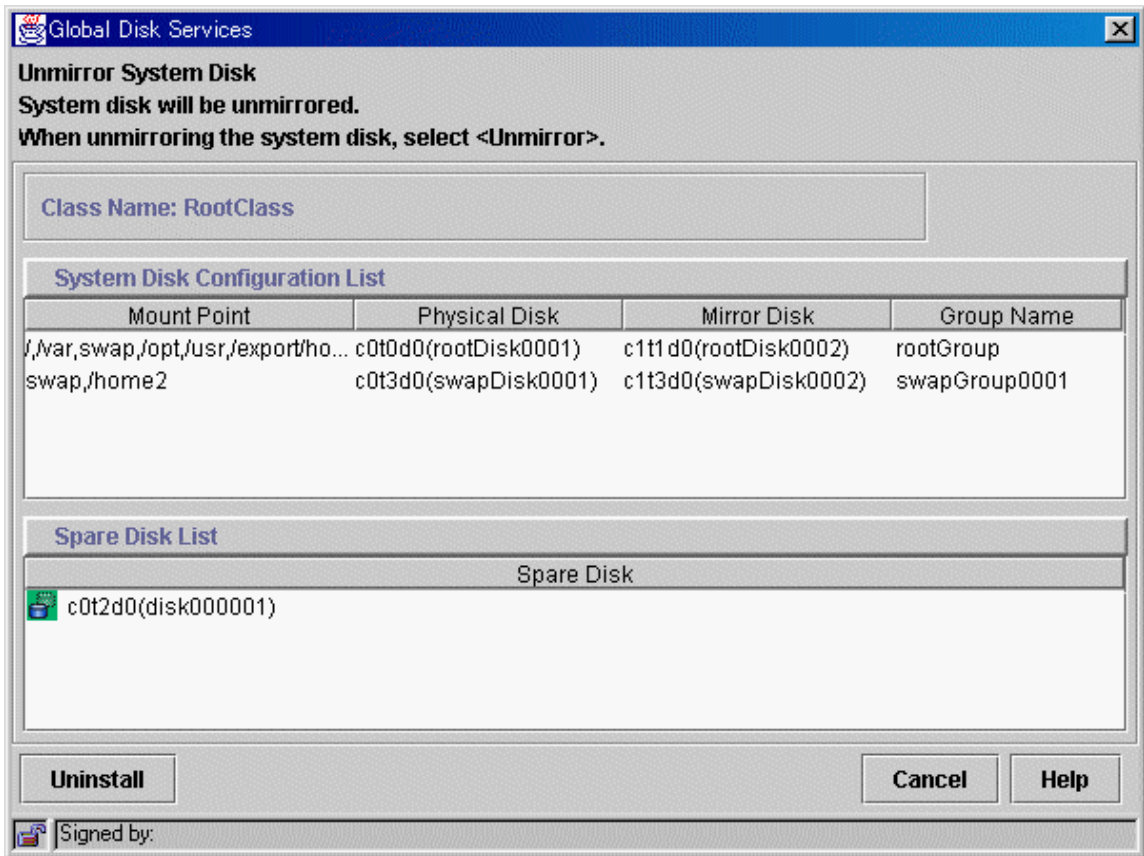 Global Disk Services
Unmirror System Disk
System disk will be unmirrored.
When unmirroring the system disk, select <Unmirror>.
Class Name: RootClass
System Disk Configuration List
Mount Point Physical Disk Mirror Disk Group Name
/,/var,swap,/opt,/usr,/export/ho... c0t0d0(rootDisk0001) c1t1d0(rootDisk0002) rootGroup
swap,/home2 c0t3d0(swapDisk0001) c1t3d0(swapDisk0002) swapGroup0001
Spare Disk List
Spare Disk
c0t2d0(disk000001)
Uninstall Cancel Help
Signed by: